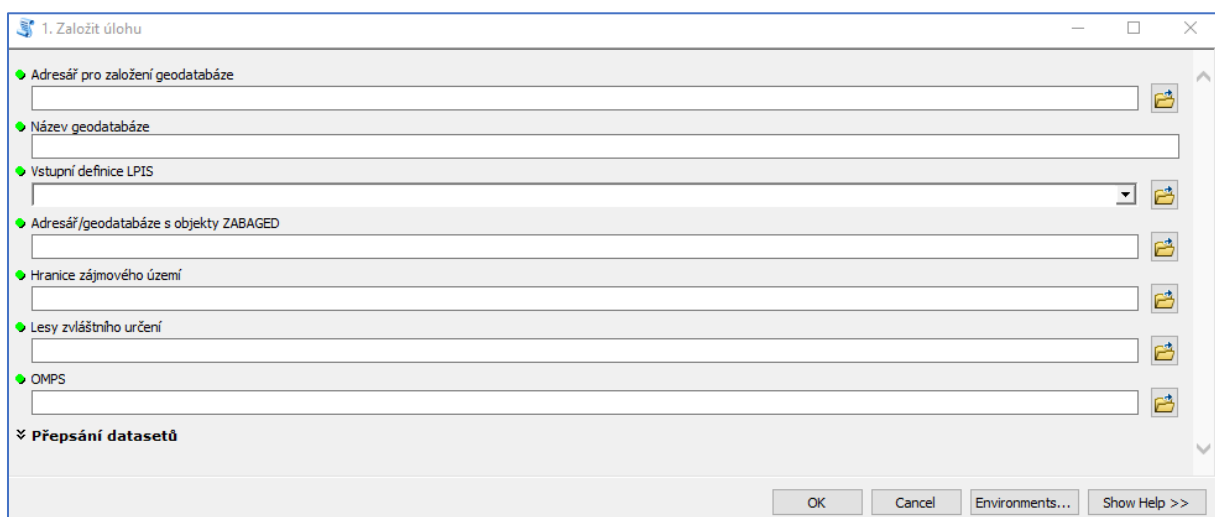 1. Založit úlohu
Adresář pro založení geodatabáze
Název geodatabáze
Vstupní definice LPIS
Adresář/geodatabáze s objekty ZABAGED
Hranice zájmového území
Lesy zvláštního určení
OMPS
Přepsání datasetů
OK Cancel Environments... Show Help >>